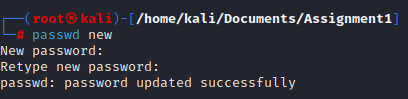 ┌──(root㉿kali)-[/home/kali/Documents/Assignment1]
└─# passwd new
New password:
Retype new password:
passwd: password updated successfully